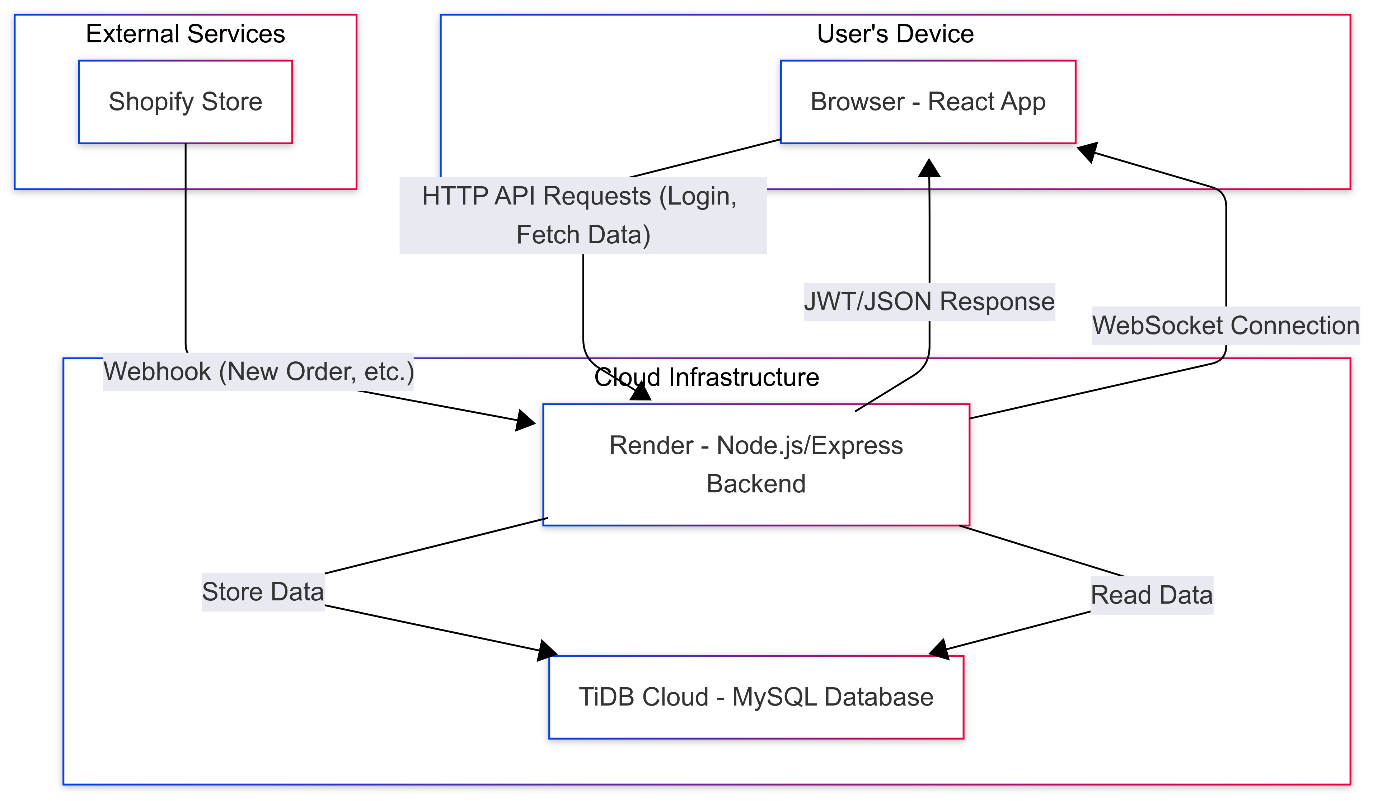 External Services
Shopify Store
User's Device
Browser - React App
HTTP API Requests (Login,
Fetch Data)
JWT/JSON Response
WebSocket Connection
Webhook (New Order, etc.)
Cloud Infrastructure
Render - Node.js/Express
Backend
Store Data
Read Data
TiDB Cloud - MySQL Database